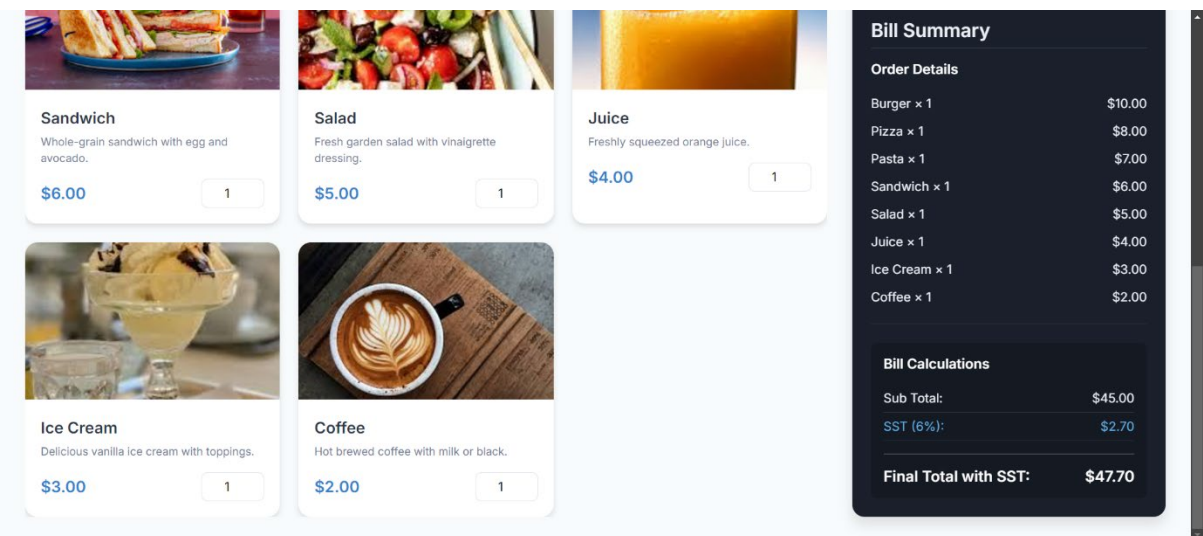 Sandwich
Whole-grain sandwich with egg and
avocado.
$6.00 1
Salad
Fresh garden salad with vinaigrette
dressing.
$5.00 1
Juice
Freshly squeezed orange juice.
$4.00 1
Ice Cream
Delicious vanilla ice cream with toppings.
$3.00 1
Coffee
Hot brewed coffee with milk or black.
$2.00 1
Bill Summary
Order Details
Burger × 1 $10.00
Pizza × 1 $8.00
Pasta × 1 $7.00
Sandwich × 1 $6.00
Salad × 1 $5.00
Juice × 1 $4.00
Ice Cream × 1 $3.00
Coffee × 1 $2.00
Bill Calculations
Sub Total: $45.00
SST (6%): $2.70
Final Total with SST: $47.70